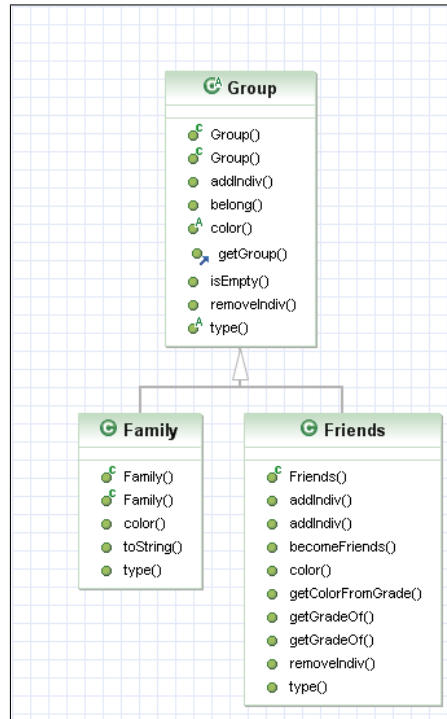 Group
Group()
Group()
addIndiv()
belong()
color()
getGroup()
isEmpty()
removeIndiv()
type()
Family
Family()
Family()
color()
toString()
type()
Friends
Friends()
addIndiv()
addIndiv()
becomeFriends()
color()
getColorFromGrade()
getGradeOf()
getGradeOf()
removeIndiv()
type()